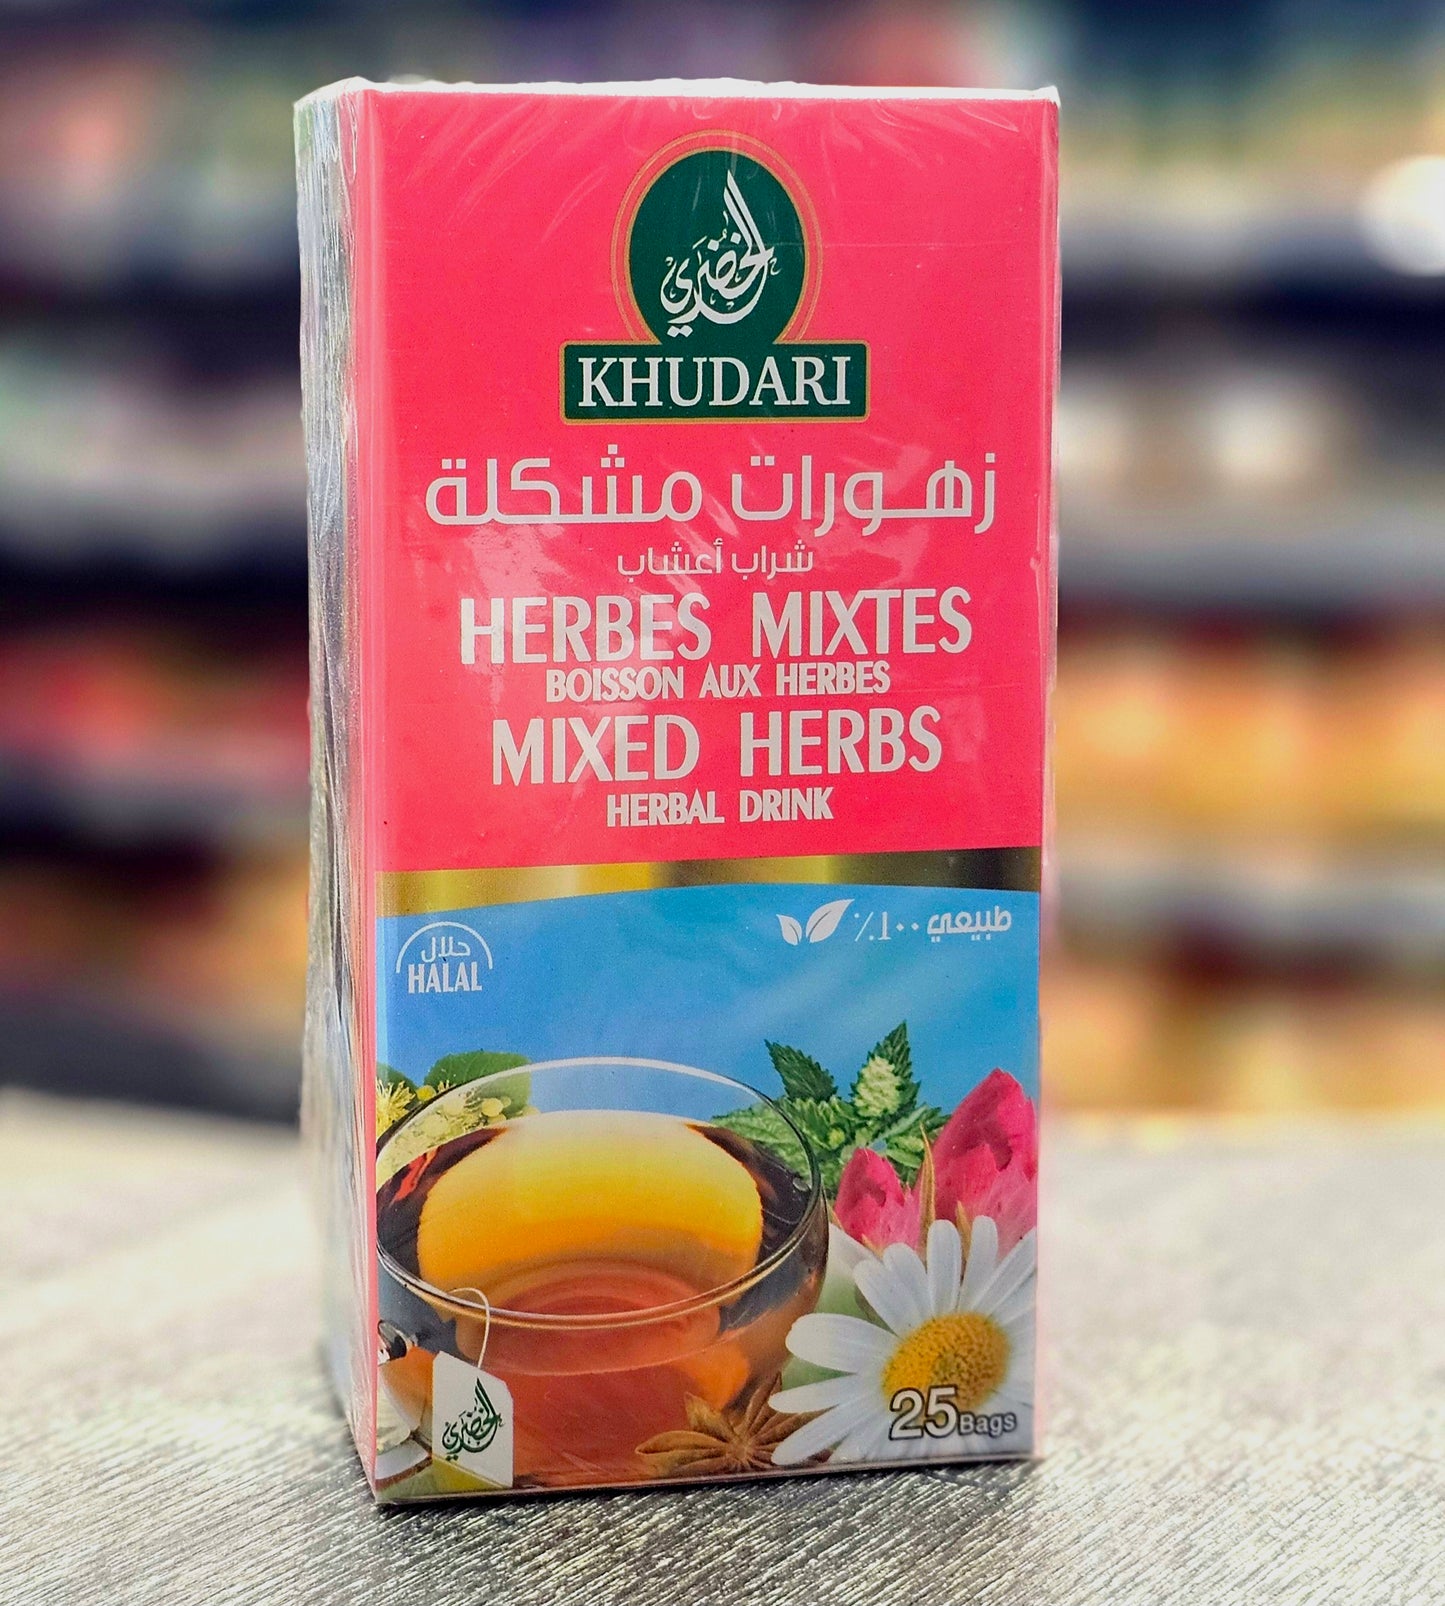 الخضري
KHUDARI
زهورات مشكلة
شراب أعشاب
HERBES MIXTES
BOISSON AUX HERBES
MIXED HERBS
HERBAL DRINK
طبيعي ١٠٠٪
حلال
HALAL
الخضري
25 Bags